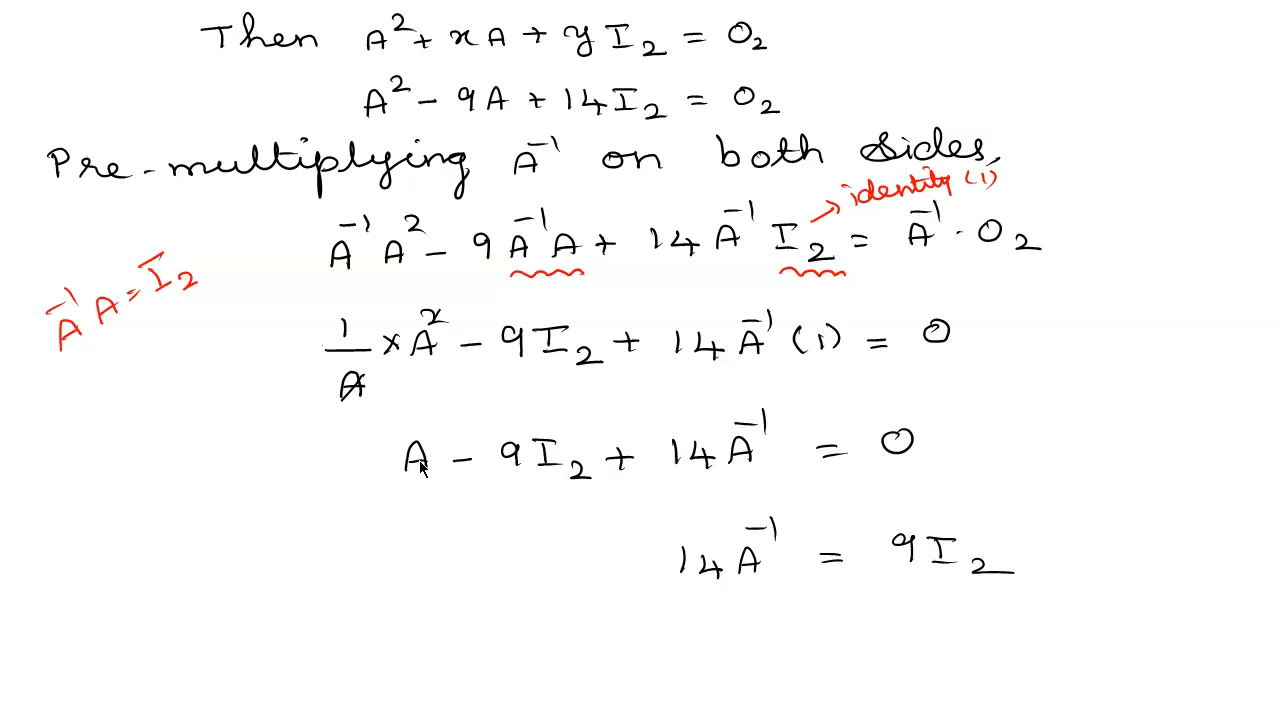 Then A² + xA + yI₂ = O₂
A² - 9A + 14I₂ = O₂
Pre-multiplying A⁻¹ on both sides,
→ identity (1)
A⁻¹A² - 9A⁻¹A + 14A⁻¹I₂ = A⁻¹·O₂
A⁻¹A = I₂
1/A × A² - 9I₂ + 14A⁻¹(1) = 0
A - 9I₂ + 14A⁻¹ = 0
14A⁻¹ = 9I₂